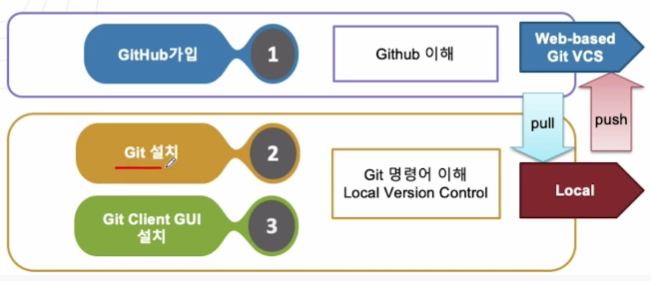 GitHub가입
1
Github 이해
Web-based
Git VCS
pull
push
Git 설치
2
Git 명령어 이해
Local Version Control
Local
Git Client GUI
설치
3